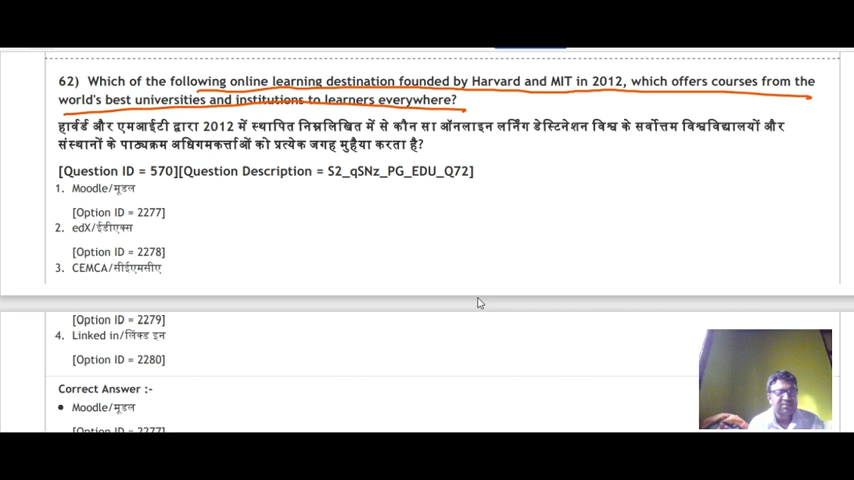 62) Which of the following online learning destination founded by Harvard and MIT in 2012, which offers courses from the
world's best universities and institutions to learners everywhere?
हार्वर्ड और एमआईटी द्वारा 2012 में स्थापित निम्नलिखित में से कौन सा ऑनलाइन लर्निंग डेस्टिनेशन विश्व के सर्वोत्तम विश्वविद्यालयों और
संस्थानों के पाठ्यक्रम अधिगमकर्त्ताओं को प्रत्येक जगह मुहैया करता है?
[Question ID = 570][Question Description = S2_qSNz_PG_EDU_Q72]
1. Moodle/मूडल
[Option ID = 2277]
2. edX/ईडीएक्स
[Option ID = 2278]
3. CEMCA/सीईएमसीए
[Option ID = 2279]
4. Linked in/लिंक्ड इन
[Option ID = 2280]
Correct Answer :-
• Moodle/मूडल
[Option ID = 2277]